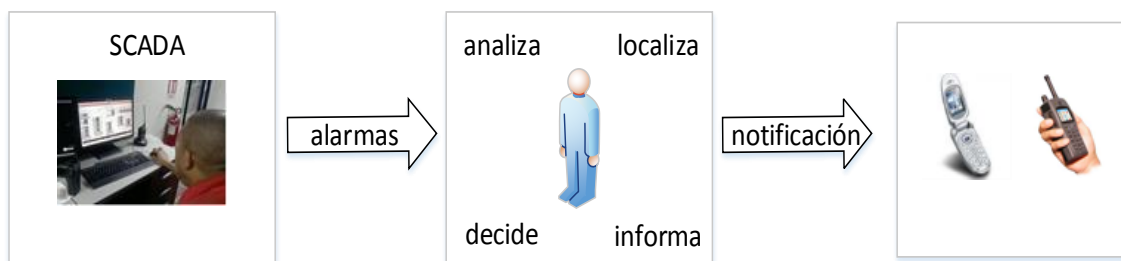 SCADA
alarmas
analiza localiza
decide informa
notificación